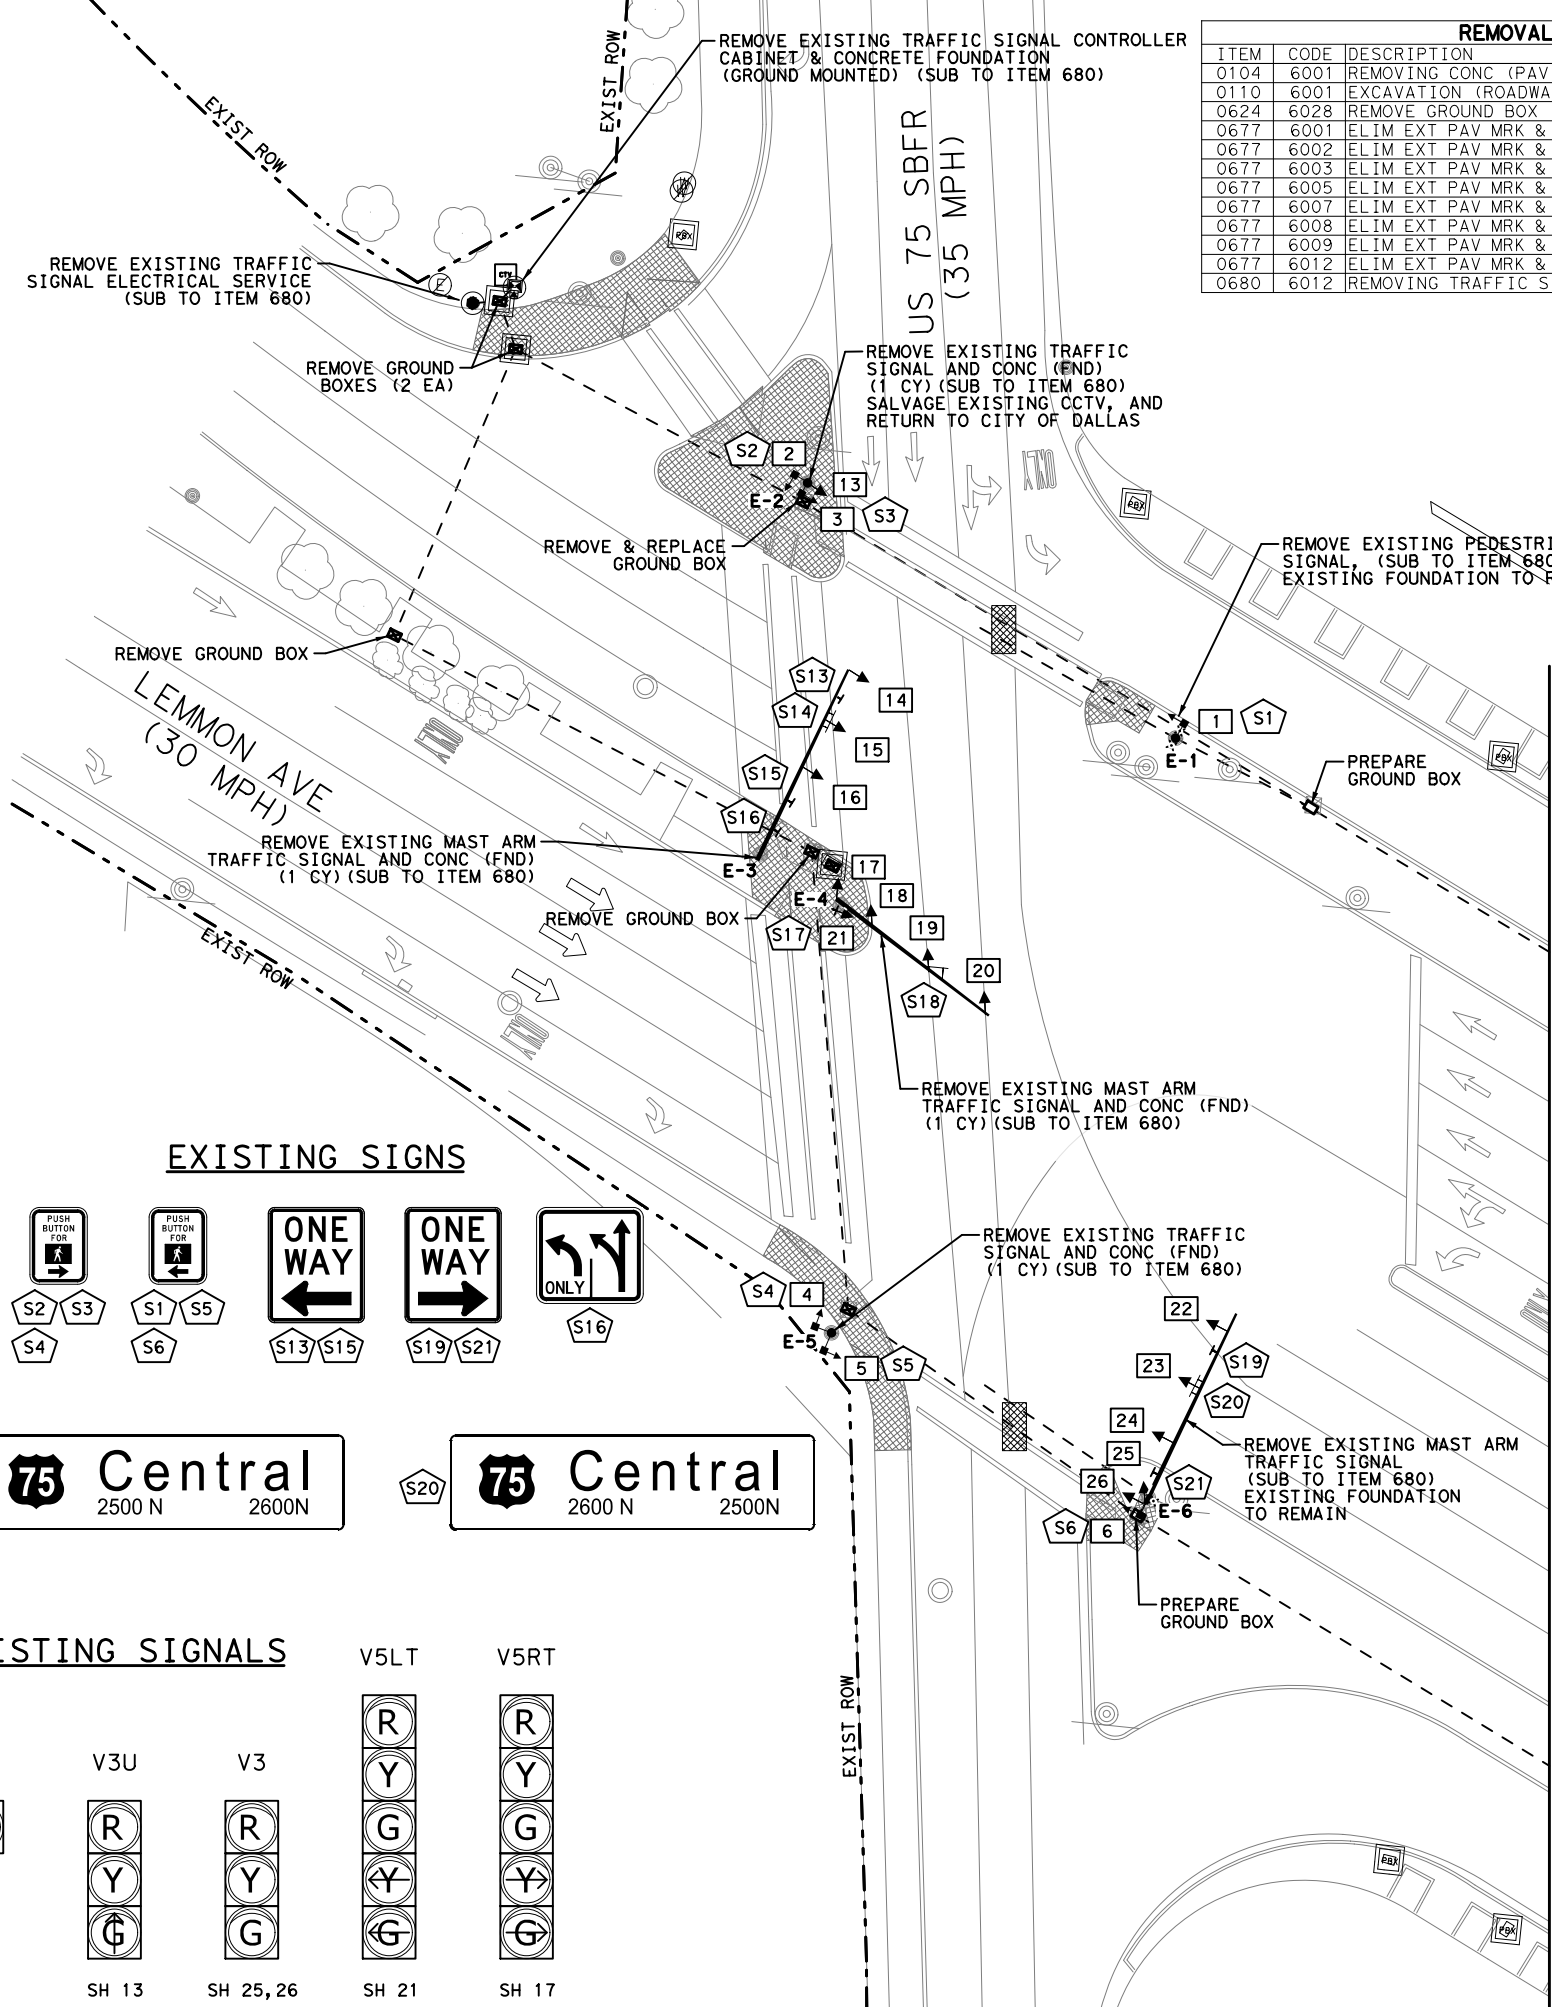 REMOVE EXISTING TRAFFIC SIGNAL CONTROLLER
CABINET & CONCRETE FOUNDATION
(GROUND MOUNTED) (SUB TO ITEM 680)
REMOVAL
ITEM CODE DESCRIPTION
0104 6001 REMOVING CONC (PAV
0110 6001 EXCAVATION (ROADWA
0624 6028 REMOVE GROUND BOX
0677 6001 ELIM EXT PAV MRK &
0677 6002 ELIM EXT PAV MRK &
0677 6003 ELIM EXT PAV MRK &
0677 6005 ELIM EXT PAV MRK &
0677 6007 ELIM EXT PAV MRK &
0677 6008 ELIM EXT PAV MRK &
0677 6009 ELIM EXT PAV MRK &
0677 6012 ELIM EXT PAV MRK &
0680 6012 REMOVING TRAFFIC S
EXIST ROW
EXIST ROW
US 75 SBFR
(35 MPH)
PBX
REMOVE EXISTING TRAFFIC
SIGNAL ELECTRICAL SERVICE
(SUB TO ITEM 680)
E
CTV
REMOVE GROUND
BOXES (2 EA)
REMOVE EXISTING TRAFFIC
SIGNAL AND CONC (FND)
(1 CY)(SUB TO ITEM 680)
SALVAGE EXISTING CCTV, AND
RETURN TO CITY OF DALLAS
S2 2
13
E-2
3 S3
ONLY
PBX
REMOVE & REPLACE
GROUND BOX
REMOVE EXISTING PEDESTRI
SIGNAL, (SUB TO ITEM 680
EXISTING FOUNDATION TO R
REMOVE GROUND BOX
LEMMON AVE
(30 MPH)
ONLY
S13
14
S14
15
S15
16
S16
1 S1
E-1
PBX
PREPARE
GROUND BOX
REMOVE EXISTING MAST ARM
TRAFFIC SIGNAL AND CONC (FND)
(1 CY)(SUB TO ITEM 680)
E-3
17
E-4 18
REMOVE GROUND BOX
S17 21
19
20
S18
EXIST ROW
ONLY
REMOVE EXISTING MAST ARM
TRAFFIC SIGNAL AND CONC (FND)
(1 CY)(SUB TO ITEM 680)
EXISTING SIGNS
PUSH
BUTTON
FOR
S2 S3
S4
PUSH
BUTTON
FOR
S1 S5
S6
ONE
WAY
S13 S15
ONE
WAY
S19 S21
ONLY
S16
REMOVE EXISTING TRAFFIC
SIGNAL AND CONC (FND)
(1 CY)(SUB TO ITEM 680)
S4 4
E-5
5 S5
22
23 S19
S20
24
25
26 S21
E-6
S6 6
ONLY
REMOVE EXISTING MAST ARM
TRAFFIC SIGNAL
(SUB TO ITEM 680)
EXISTING FOUNDATION
TO REMAIN
PREPARE
GROUND BOX
75 Central
2500 N 2600N
S20
75 Central
2600 N 2500N
ISTING SIGNALS
V3U
R
Y
G
SH 13
V3
R
Y
G
SH 25,26
V5LT
R
Y
G
Y
G
SH 21
V5RT
R
Y
G
Y
G
SH 17
EXIST ROW
PBX
PBX